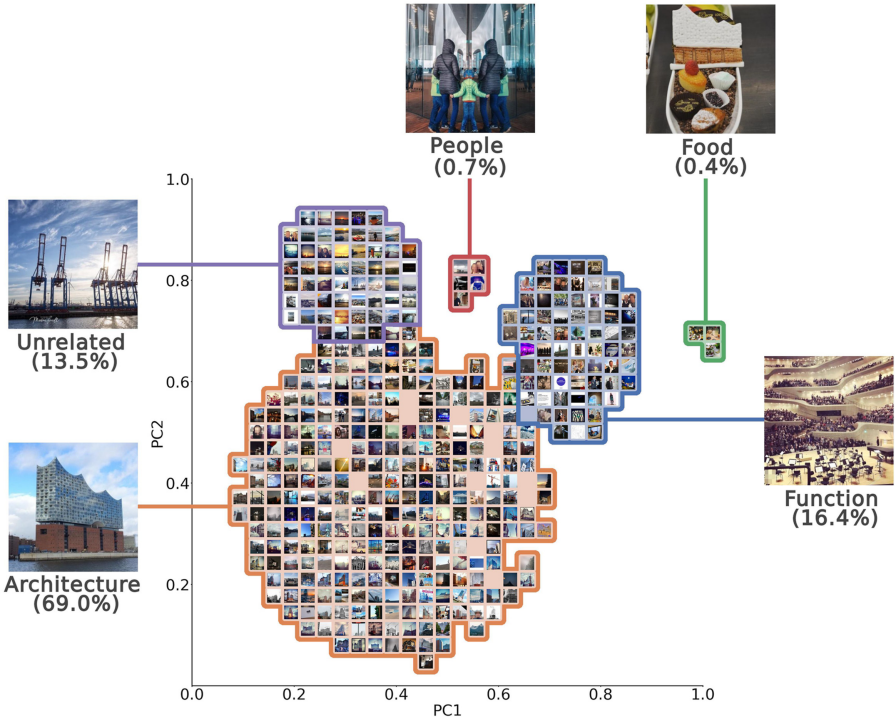 People
(0.7%)
Food
(0.4%)
Unrelated
(13.5%)
Architecture
(69.0%)
Function
(16.4%)
1.0
0.8
0.6
0.4
0.2
PC2
0.0
0.2
0.4
0.6
0.8
1.0
PC1